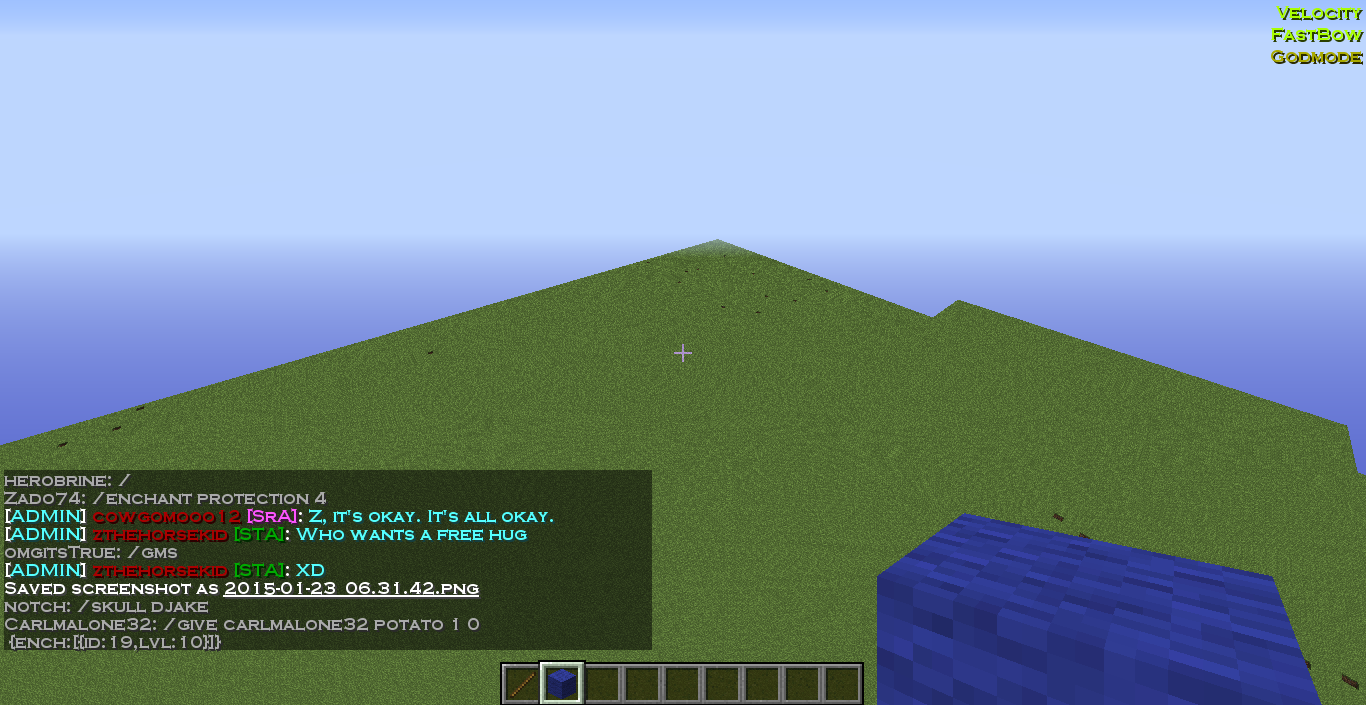 Velocity
FastBow
Godmode
herobrine: /
Zado74: /enchant protection 4
[ADMIN] cowgomooo12 [SrA]: Z, it's okay. It's all okay.
[ADMIN] zthehorsekid [STA]: Who wants a free hug
omgitsTrue: /gms
[ADMIN] zthehorsekid [STA]: XD
Saved screenshot as 2015-01-23_06.31.42.png
notch: /skull djake
Carlmalone32: /give carlmalone32 potato 1 0
{ench:[{id:19,lvl:10}]}